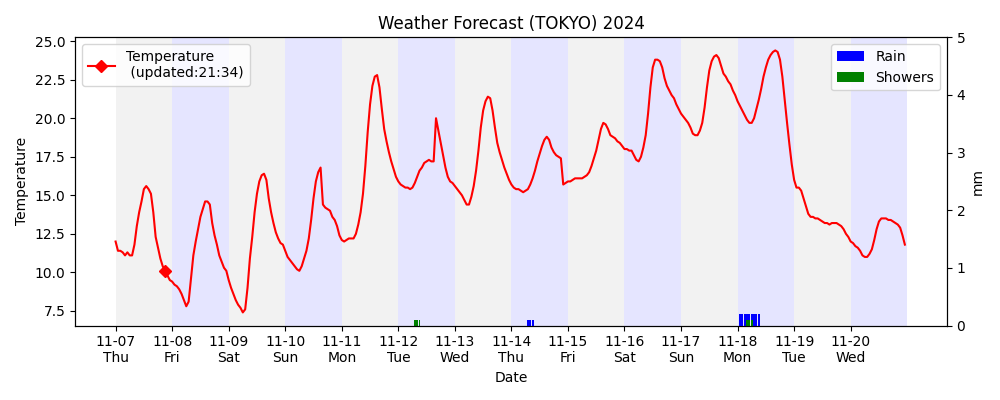 Weather Forecast (TOKYO) 2024
Temperature
(updated:21:34)
Rain
Showers
25.0
22.5
20.0
17.5
15.0
12.5
10.0
7.5
Temperature
5
4
3
2
1
0
mm
11-07 11-08 11-09 11-10 11-11 11-12 11-13 11-14 11-15 11-16 11-17 11-18 11-19 11-20
Thu Fri Sat Sun Mon Tue Wed Thu Fri Sat Sun Mon Tue Wed
Date